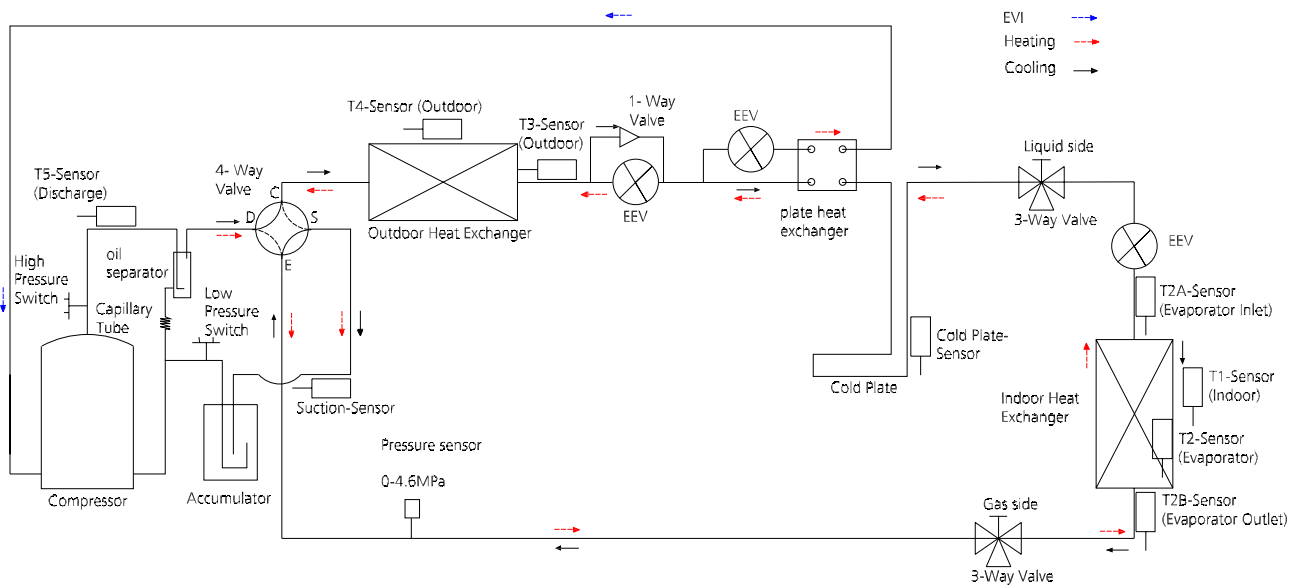 EVI
Heating
Cooling
T4-Sensor (Outdoor)
1- Way
Valve
T3-Sensor
(Outdoor)
EEV
EEV
plate heat
exchanger
Liquid side
3-Way Valve
EEV
T5-Sensor
(Discharge)
4- Way
Valve
C
D
S
E
Outdoor Heat Exchanger
High
Pressure
Switch
oil
separator
Capillary
Tube
Low
Pressure
Switch
T2A-Sensor
(Evaporator Inlet)
Cold Plate-
Sensor
Cold Plate
Suction-Sensor
Indoor Heat
Exchanger
T1-Sensor
(Indoor)
T2-Sensor
(Evaporator)
Pressure sensor
0-4.6MPa
Compressor
Accumulator
Gas side
3-Way Valve
T2B-Sensor
(Evaporator Outlet)